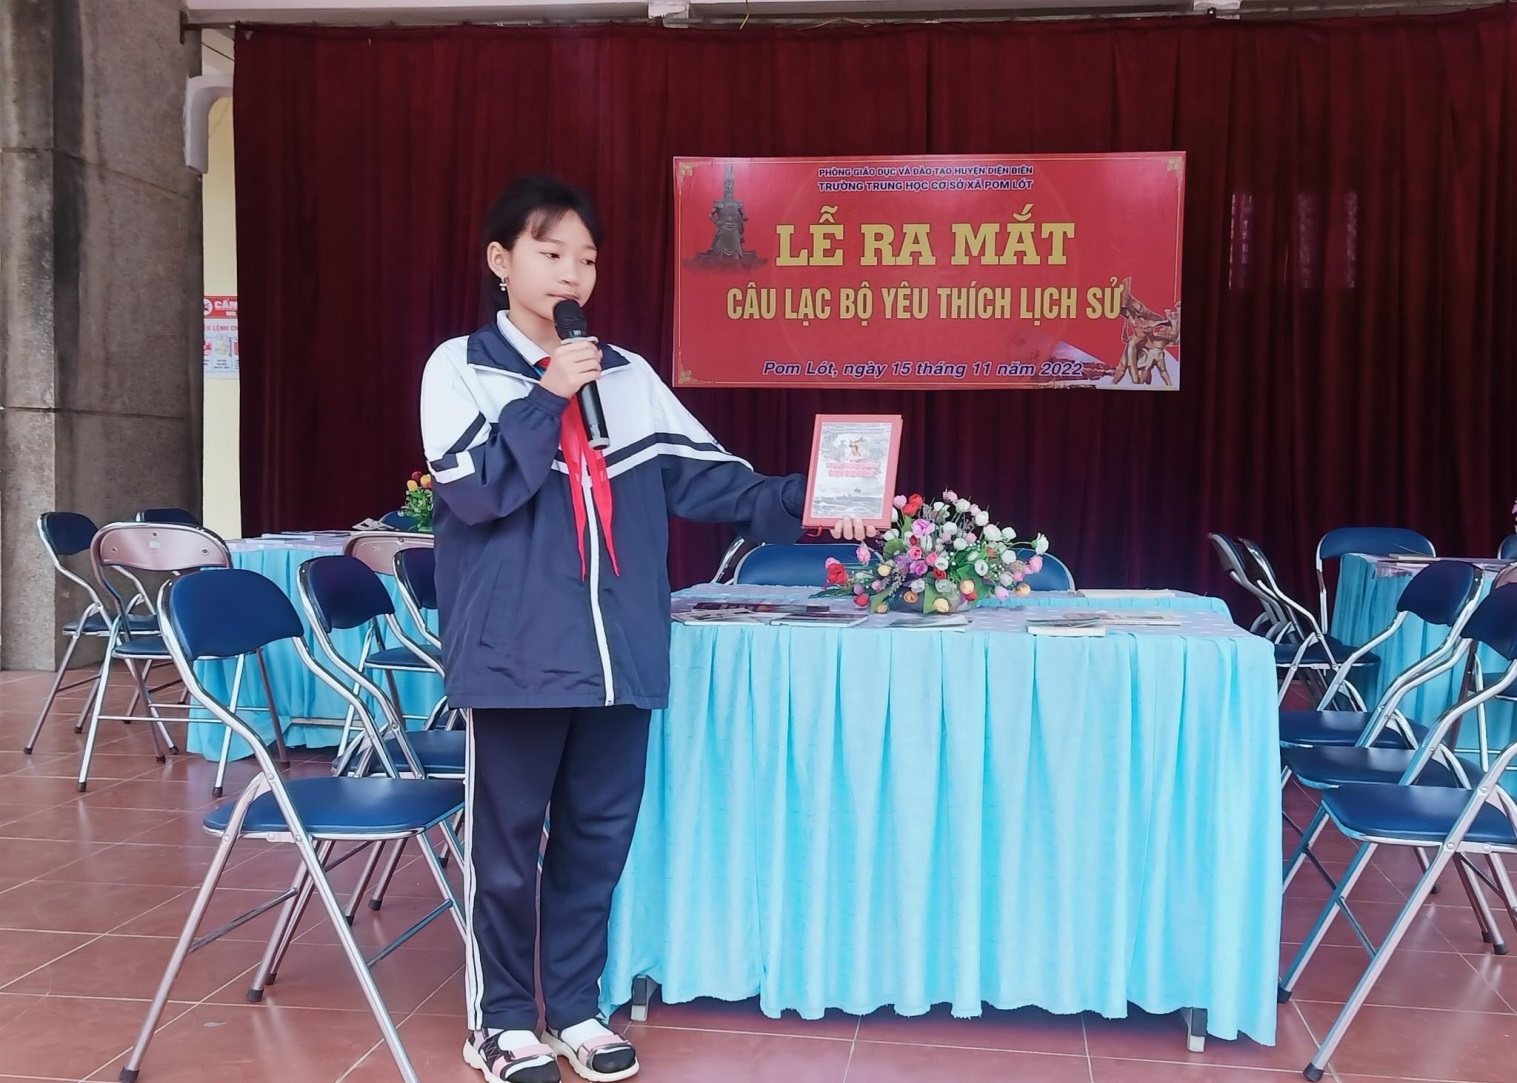 PHÒNG GIÁO DỤC VÀ ĐÀO TẠO HUYỆN ĐIỆN BIÊN
TRƯỜNG TRUNG HỌC CƠ SỞ XÃ POM LÓT
LỄ RA MẮT
CÂU LẠC BỘ YÊU THÍCH LỊCH SỬ
Pom Lót, ngày 15 tháng 11 năm 2022
CẤM